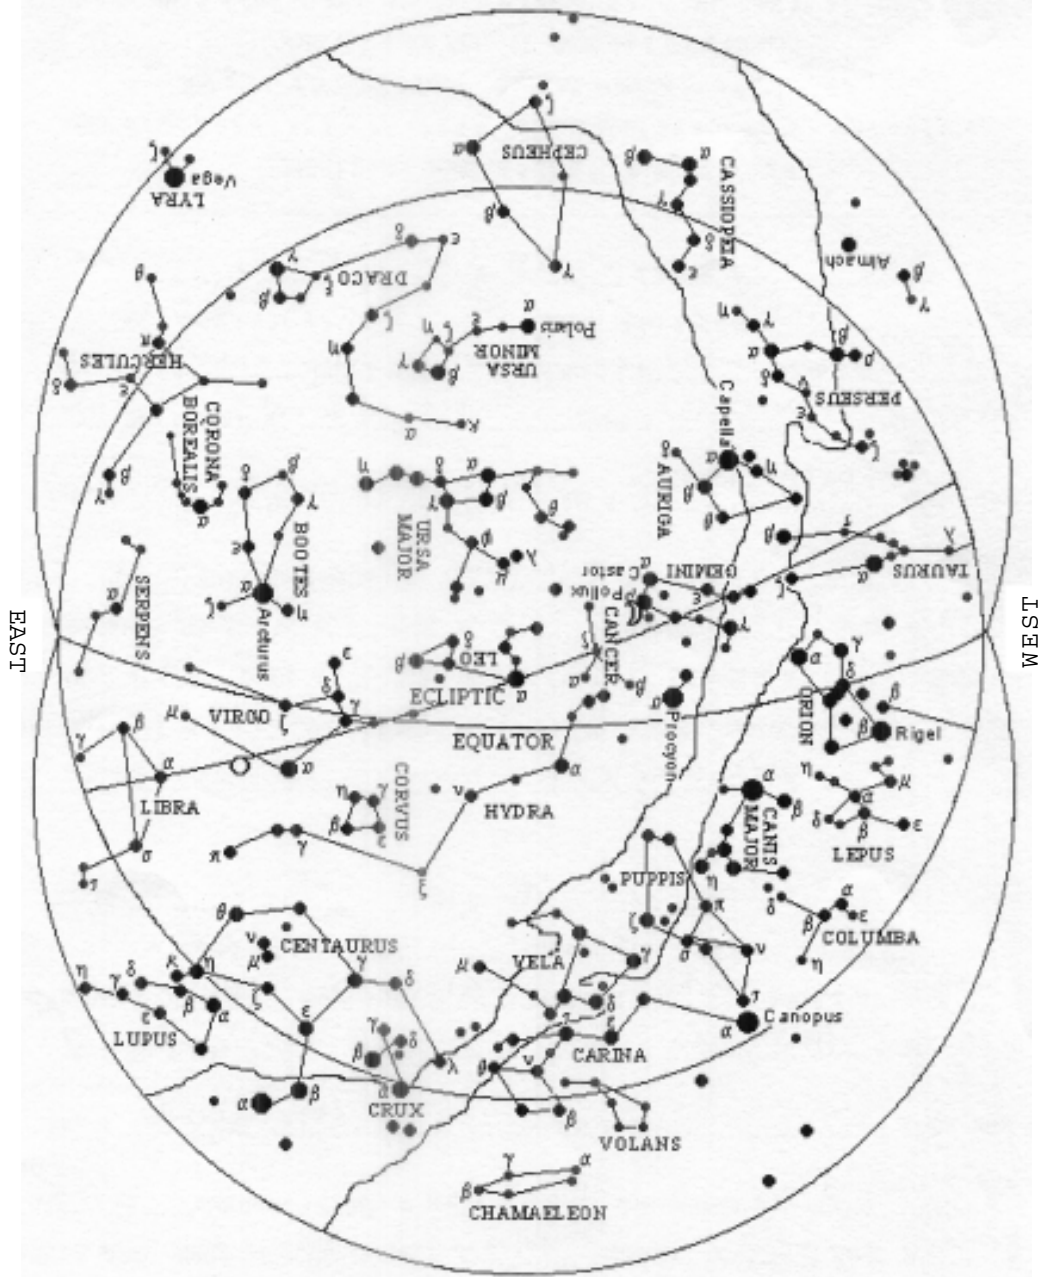 ζ
CEPHEUS
α
β
γ
β
α
γ
δ
ε
CASSIOPEIA
ζ
Vega
LYRA
Almach
β
γ
δ
ε
ν
β
ξ
DRACO
ζ
η
α
κ
α
Polaris
ε
ζ
η
γ
β
URSA
MINOR
θ
π
HERCULES
δ
ε
β
γ
η
γ
α
β
ρ
δ
ν
ε
ζ
PERSEUS
CORONA
BOREALIS
α
Capella
α
η
δ
β
θ
AURIGA
δ
β
γ
ε
α
ζ
η
BOOTES
Arcturus
η
δ
α
γ
β
θ
φ
λ
μ
URSA
MAJOR
β
τ
λ
α
ζ
TAURUS
α
Castor
β
Pollux
GEMINI
ε
γ
SERPENS
α
EAST
WEST
CANCER
δ
α
β
δ
β
LEO
α
ECLIPTIC
α
Procyon
α
γ
δ
β
β
Rigel
ORION
ε
δ
γ
ζ
μ
α
VIRGO
EQUATOR
γ
β
α
σ
τ
LIBRA
CORVUS
η
γ
β
ε
ν
α
HYDRA
γ
π
ξ
α
β
η
CANIS
MAJOR
η
μ
α
δ
β
ε
LEPUS
PUPPIS
ζ
π
σ
ν
τ
δ
α
ε
β
η
COLUMBA
θ
ν
μ
CENTAURUS
γ
δ
κ
η
ζ
ε
λ
β
α
η
γ
δ
β
α
ε
LUPUS
VELA
μ
γ
δ
Canopus
α
ε
ι
CARINA
θ
υ
β
γ
δ
β
α
CRUX
VOLANS
γ
α
β
CHAMAELEON